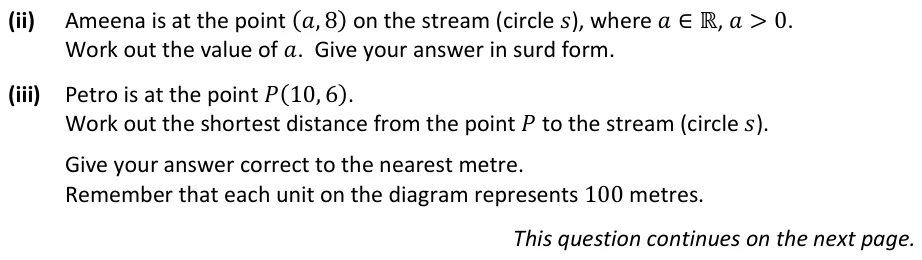 (ii) Ameena is at the point (a, 8) on the stream (circle s), where a ∈ ℝ, a > 0.
Work out the value of a. Give your answer in surd form.
(iii) Petro is at the point P(10, 6).
Work out the shortest distance from the point P to the stream (circle s).
Give your answer correct to the nearest metre.
Remember that each unit on the diagram represents 100 metres.
This question continues on the next page.